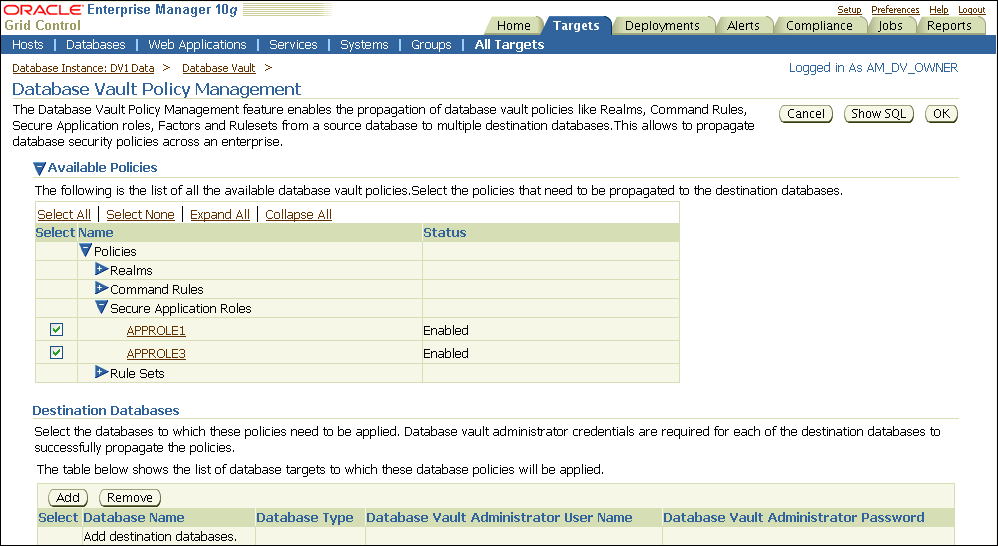 ORACLE Enterprise Manager 10g
Grid Control
Setup Preferences Help Logout
Home Targets Deployments Alerts Compliance Jobs Reports
Hosts | Databases | Web Applications | Services | Systems | Groups | All Targets
Database Instance: DV1 Data > Database Vault >
Logged in As AM_DV_OWNER
Database Vault Policy Management
The Database Vault Policy Management feature enables the propagation of database vault policies like Realms, Command Rules,
Secure Application roles, Factors and Rulesets from a source database to multiple destination databases.This allows to propagate
database security policies across an enterprise.
Cancel Show SQL OK
Available Policies
The following is the list of all the available database vault policies.Select the policies that need to be propagated to the destination databases.
Select All | Select None | Expand All | Collapse All
Select Name Status
Policies
Realms
Command Rules
Secure Application Roles
APPROLE1 Enabled
APPROLE3 Enabled
Rule Sets
Destination Databases
Select the databases to which these policies need to be applied. Database vault administrator credentials are required for each of the destination databases to
successfully propagate the policies.
The table below shows the list of database targets to which these database policies will be applied.
Add Remove
Select Database Name Database Type Database Vault Administrator User Name Database Vault Administrator Password
Add destination databases.